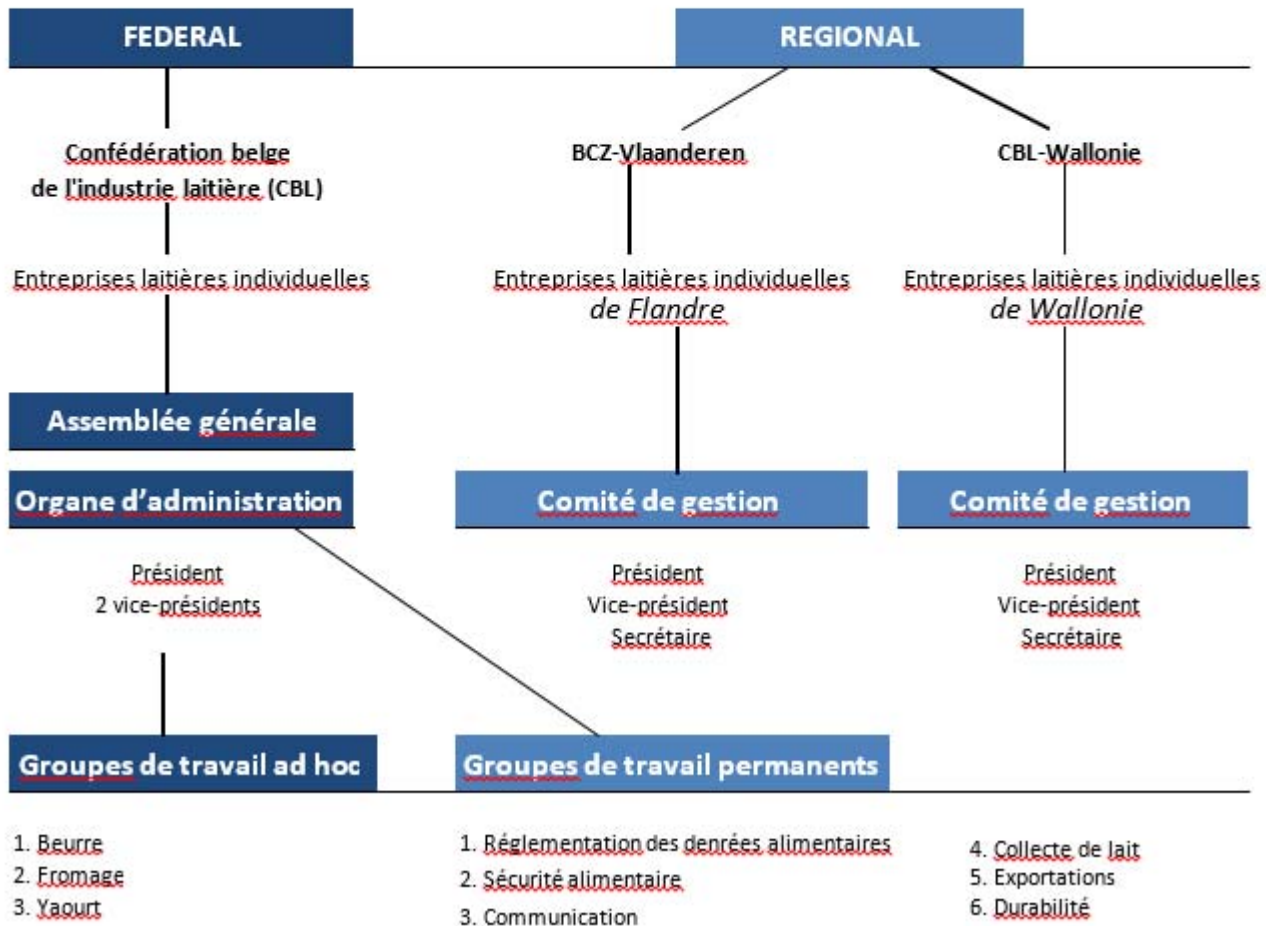 FEDERAL
REGIONAL
Confédération belge
de l'industrie laitière (CBL)
BCZ-Vlaanderen
CBL-Wallonie
Entreprises laitières individuelles
Entreprises laitières individuelles
de Flandre
Entreprises laitières individuelles
de Wallonie
Assemblée générale
Organe d’administration
Comité de gestion
Comité de gestion
Président
2 vice-présidents
Président
Vice-président
Secrétaire
Président
Vice-président
Secrétaire
Groupes de travail ad hoc
Groupes de travail permanents
1. Beurre
2. Fromage
3. Yaourt
1. Réglementation des denrées alimentaires
2. Sécurité alimentaire
3. Communication
4. Collecte de lait
5. Exportations
6. Durabilité